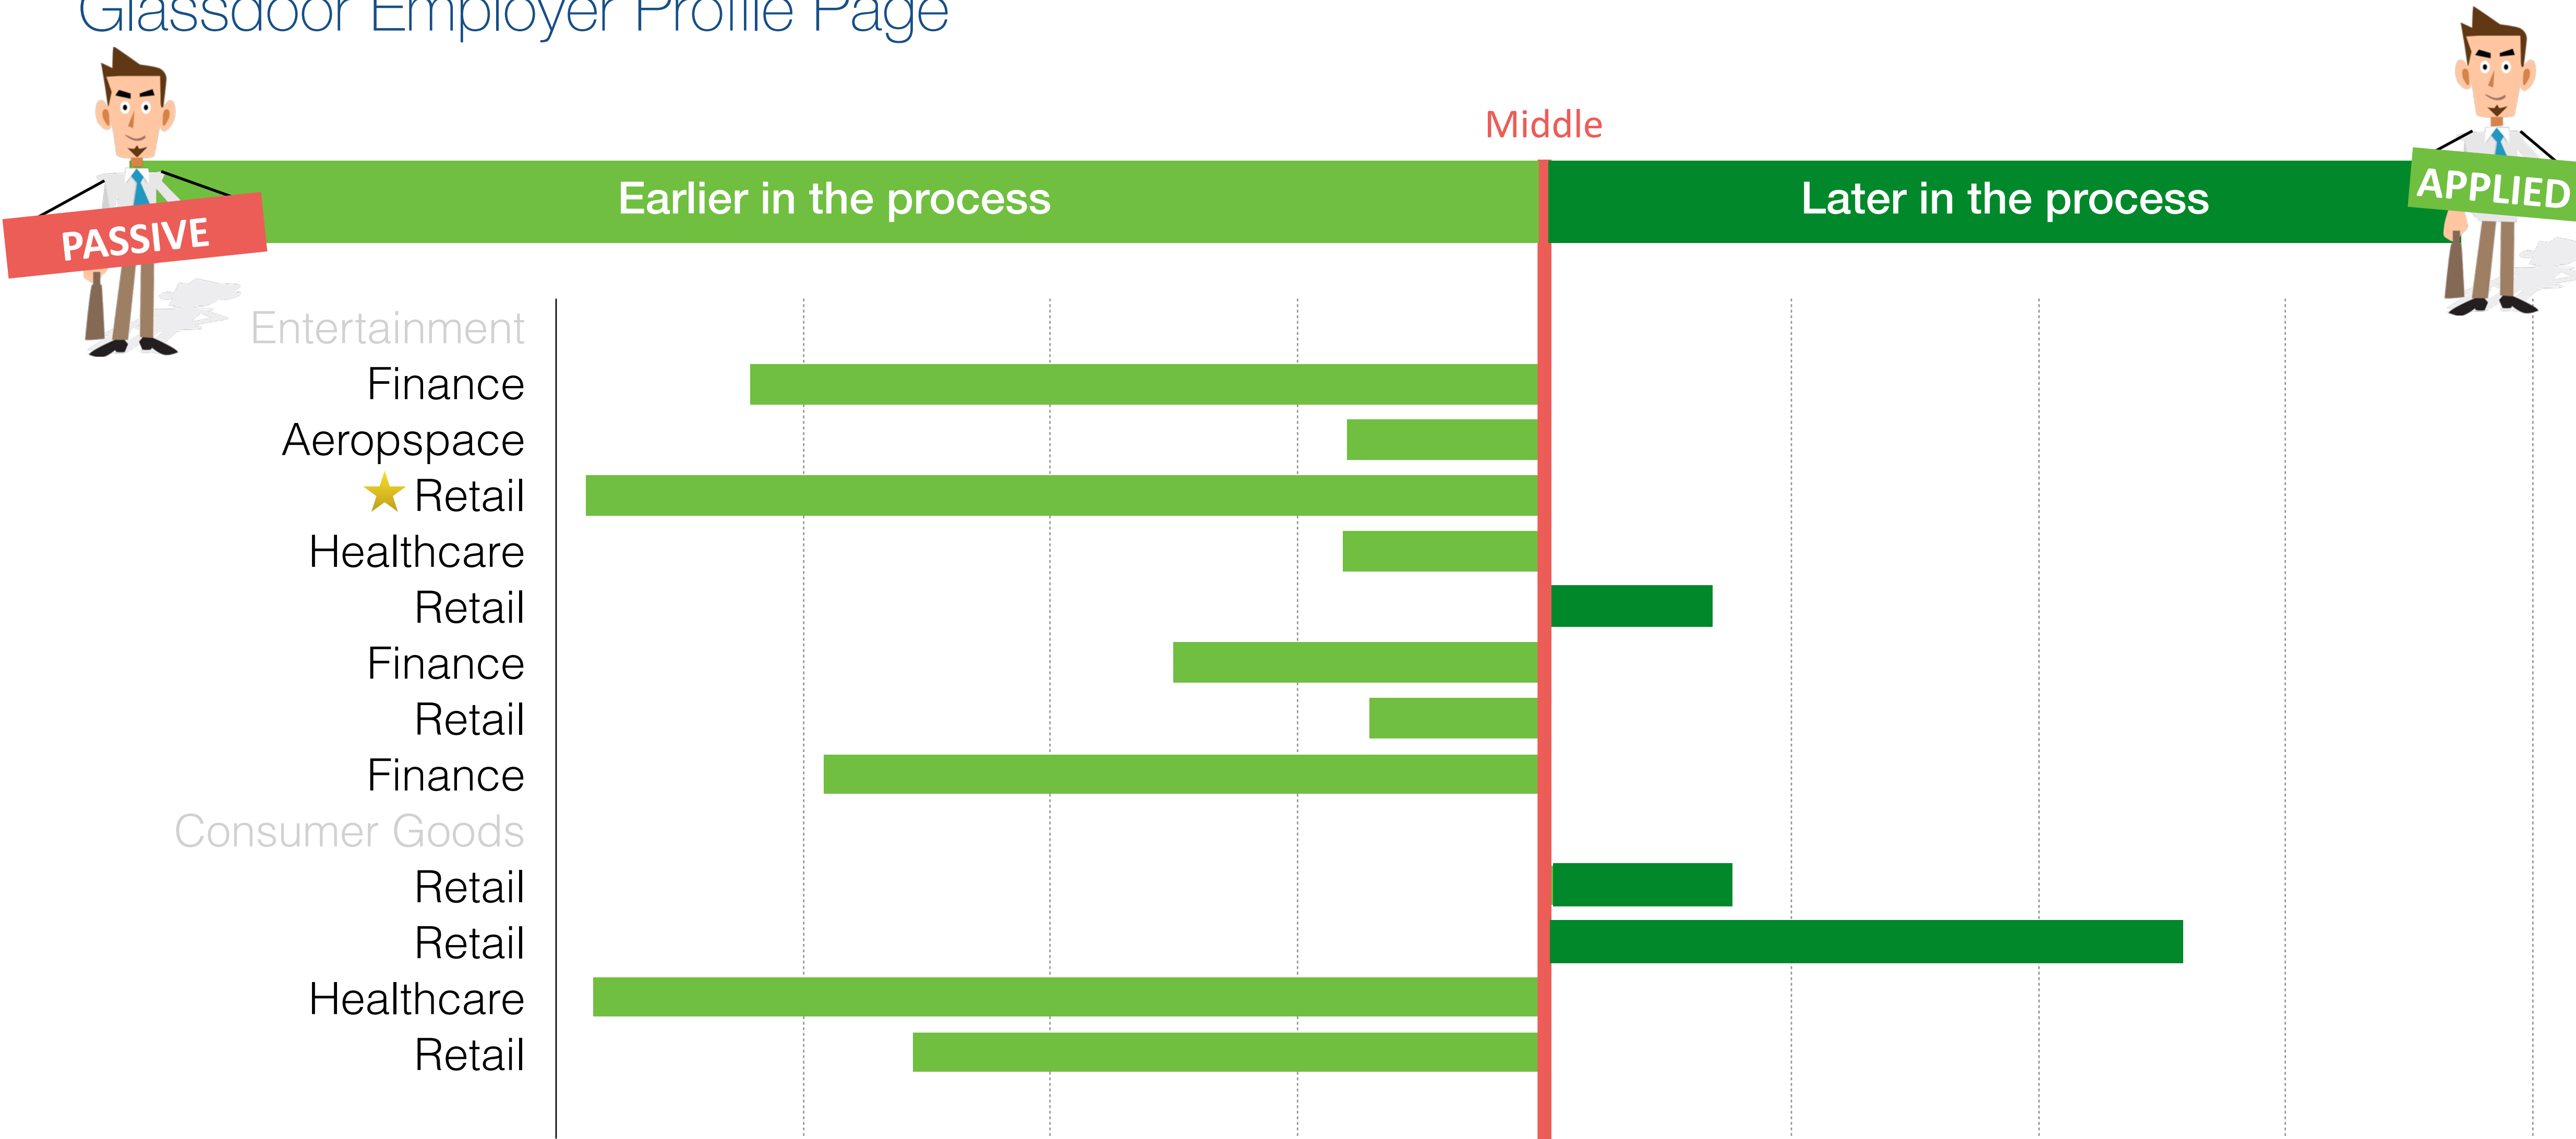 Glassdoor Employer Profile Page
Middle
Earlier in the process
Later in the process
PASSIVE
APPLIED
Entertainment
Finance
Aeropspace
Retail
Healthcare
Retail
Finance
Retail
Finance
Consumer Goods
Retail
Retail
Healthcare
Retail